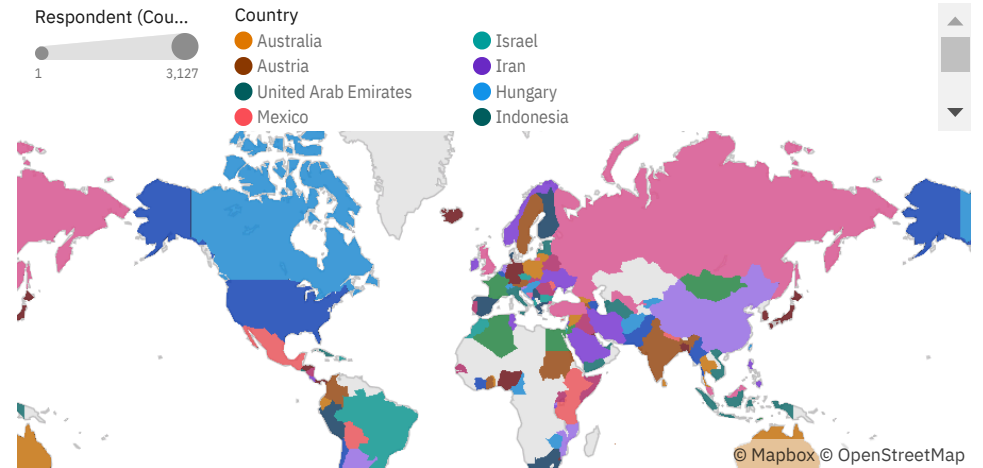 Respondent (Cou...
1
3,127
Country
Australia
Austria
United Arab Emirates
Mexico
Israel
Iran
Hungary
Indonesia
© Mapbox © OpenStreetMap